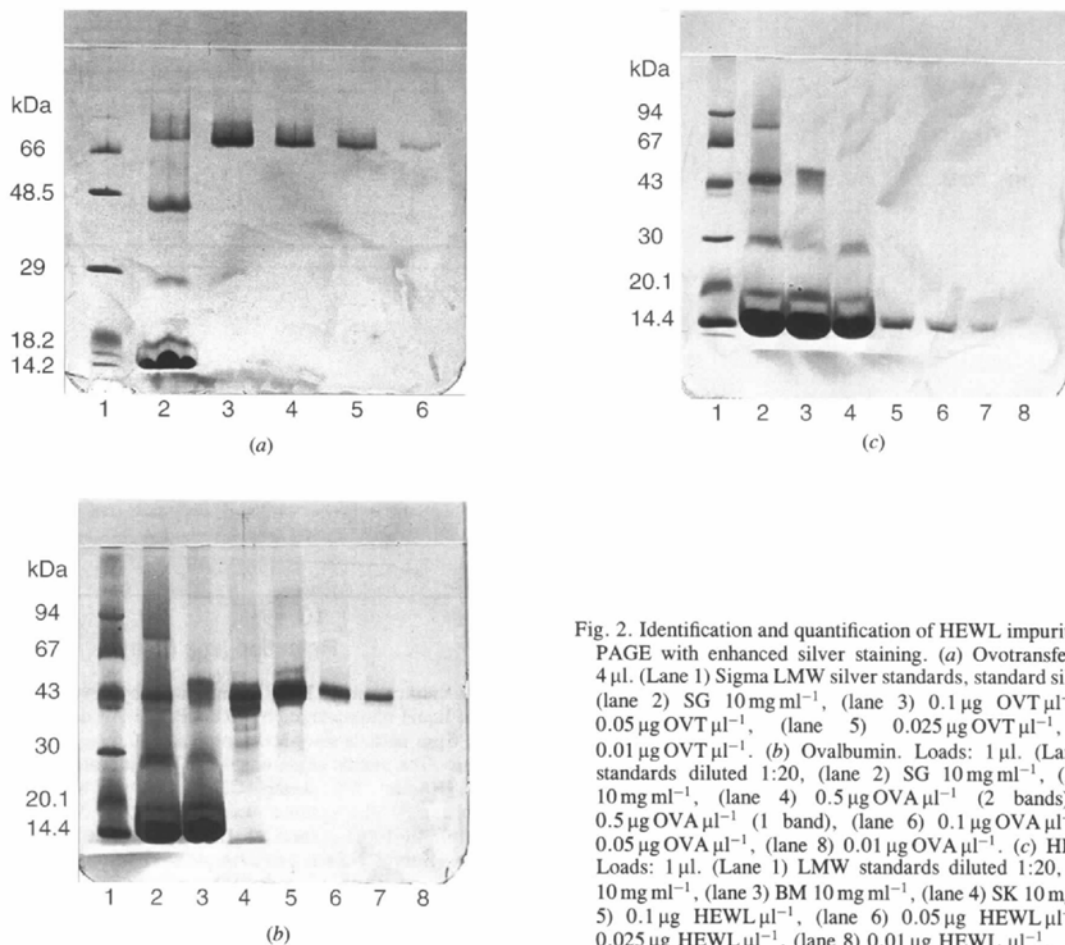 kDa
66
48.5
29
18.2
14.2
1 2 3 4 5 6
(a)
kDa
94
67
43
30
20.1
14.4
1 2 3 4 5 6 7 8
(c)
kDa
94
67
43
30
20.1
14.4
1 2 3 4 5 6 7 8
(b)
Fig. 2. Identification and quantification of HEWL
PAGE with enhanced silver staining. (a)
4 µl. (Lane 1) Sigma LMW silver standards, standard
(lane 2) SG 10 mg ml⁻¹, (lane 3) 0.1 µg OVT
0.05 µg OVT µl⁻¹, (lane 5) 0.025 µg OVT µl⁻¹,
0.01 µg OVT µl⁻¹. (b) Ovalbumin. Loads: 1 µl.
standards diluted 1:20, (lane 2) SG 10 mg ml⁻¹,
10 mg ml⁻¹, (lane 4) 0.5 µg OVA µl⁻¹ (2 bands)
0.5 µg OVA µl⁻¹ (1 band), (lane 6) 0.1 µg OVA
0.05 µg OVA µl⁻¹, (lane 8) 0.01 µg OVA µl⁻¹. (c)
Loads: 1 µl. (Lane 1) LMW standards diluted 1:20,
10 mg ml⁻¹, (lane 3) BM 10 mg ml⁻¹, (lane 4) SK 10
5) 0.1 µg HEWL µl⁻¹, (lane 6) 0.05 µg HEWL
0.025 µg HEWL µl⁻¹, (lane 8) 0.01 µg HEWL µl⁻¹